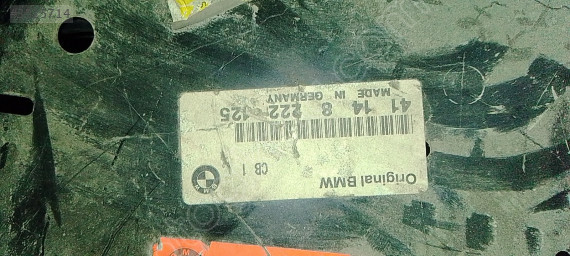 Original BMW
CB I
41 14 8 222 125
MADE IN GERMANY